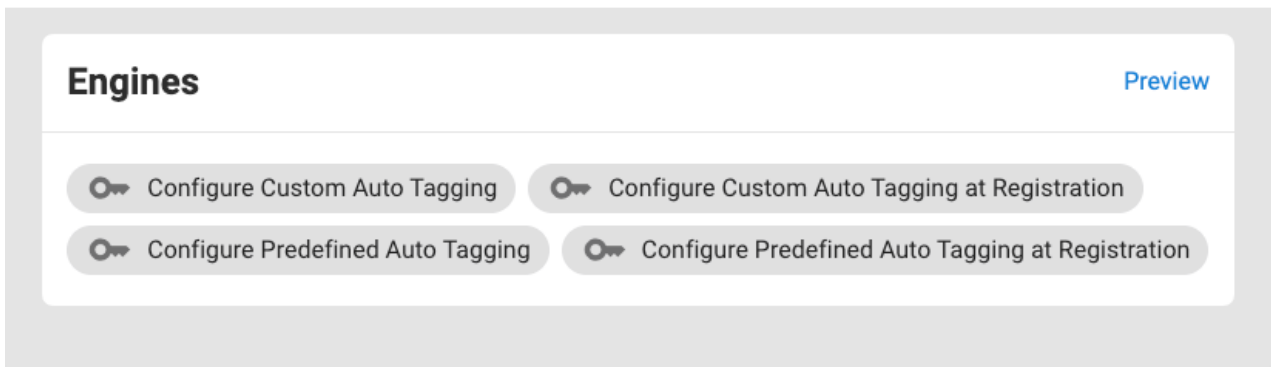 Engines
Preview
Configure Custom Auto Tagging
Configure Custom Auto Tagging at Registration
Configure Predefined Auto Tagging
Configure Predefined Auto Tagging at Registration